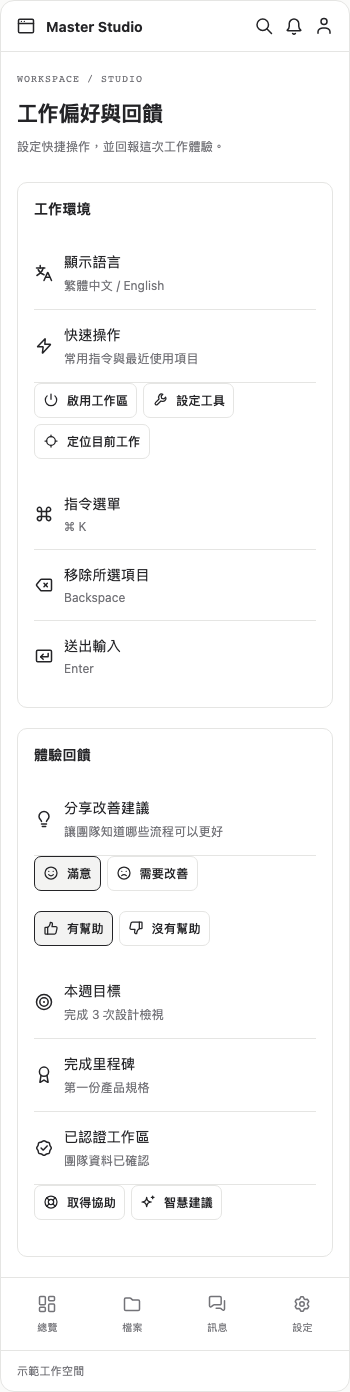 Master Studio
WORKSPACE / STUDIO
工作偏好與回饋
設定快捷操作，並回報這次工作體驗。
工作環境
顯示語言
繁體中文 / English
快速操作
常用指令與最近使用項目
啟用工作區
設定工具
定位目前工作
指令選單
⌘ K
移除所選項目
Backspace
送出輸入
Enter
體驗回饋
分享改善建議
讓團隊知道哪些流程可以更好
滿意
需要改善
有幫助
沒有幫助
本週目標
完成 3 次設計檢視
完成里程碑
第一份產品規格
已認證工作區
團隊資料已確認
取得協助
智慧建議
總覽
檔案
訊息
設定
示範工作空間